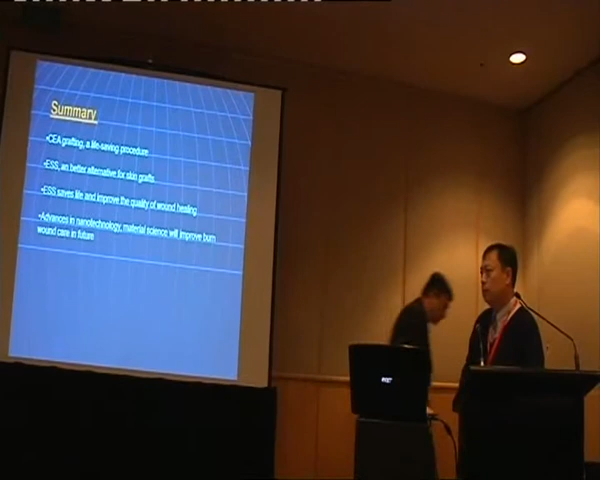 Summary
•CEA grafting, a life-saving procedure
•ESS, an better alternative for skin grafts
•ESS saves life and improve the quality of wound healing
•Advances in nanotechnology, material science will improve burn
wound care in future
acer